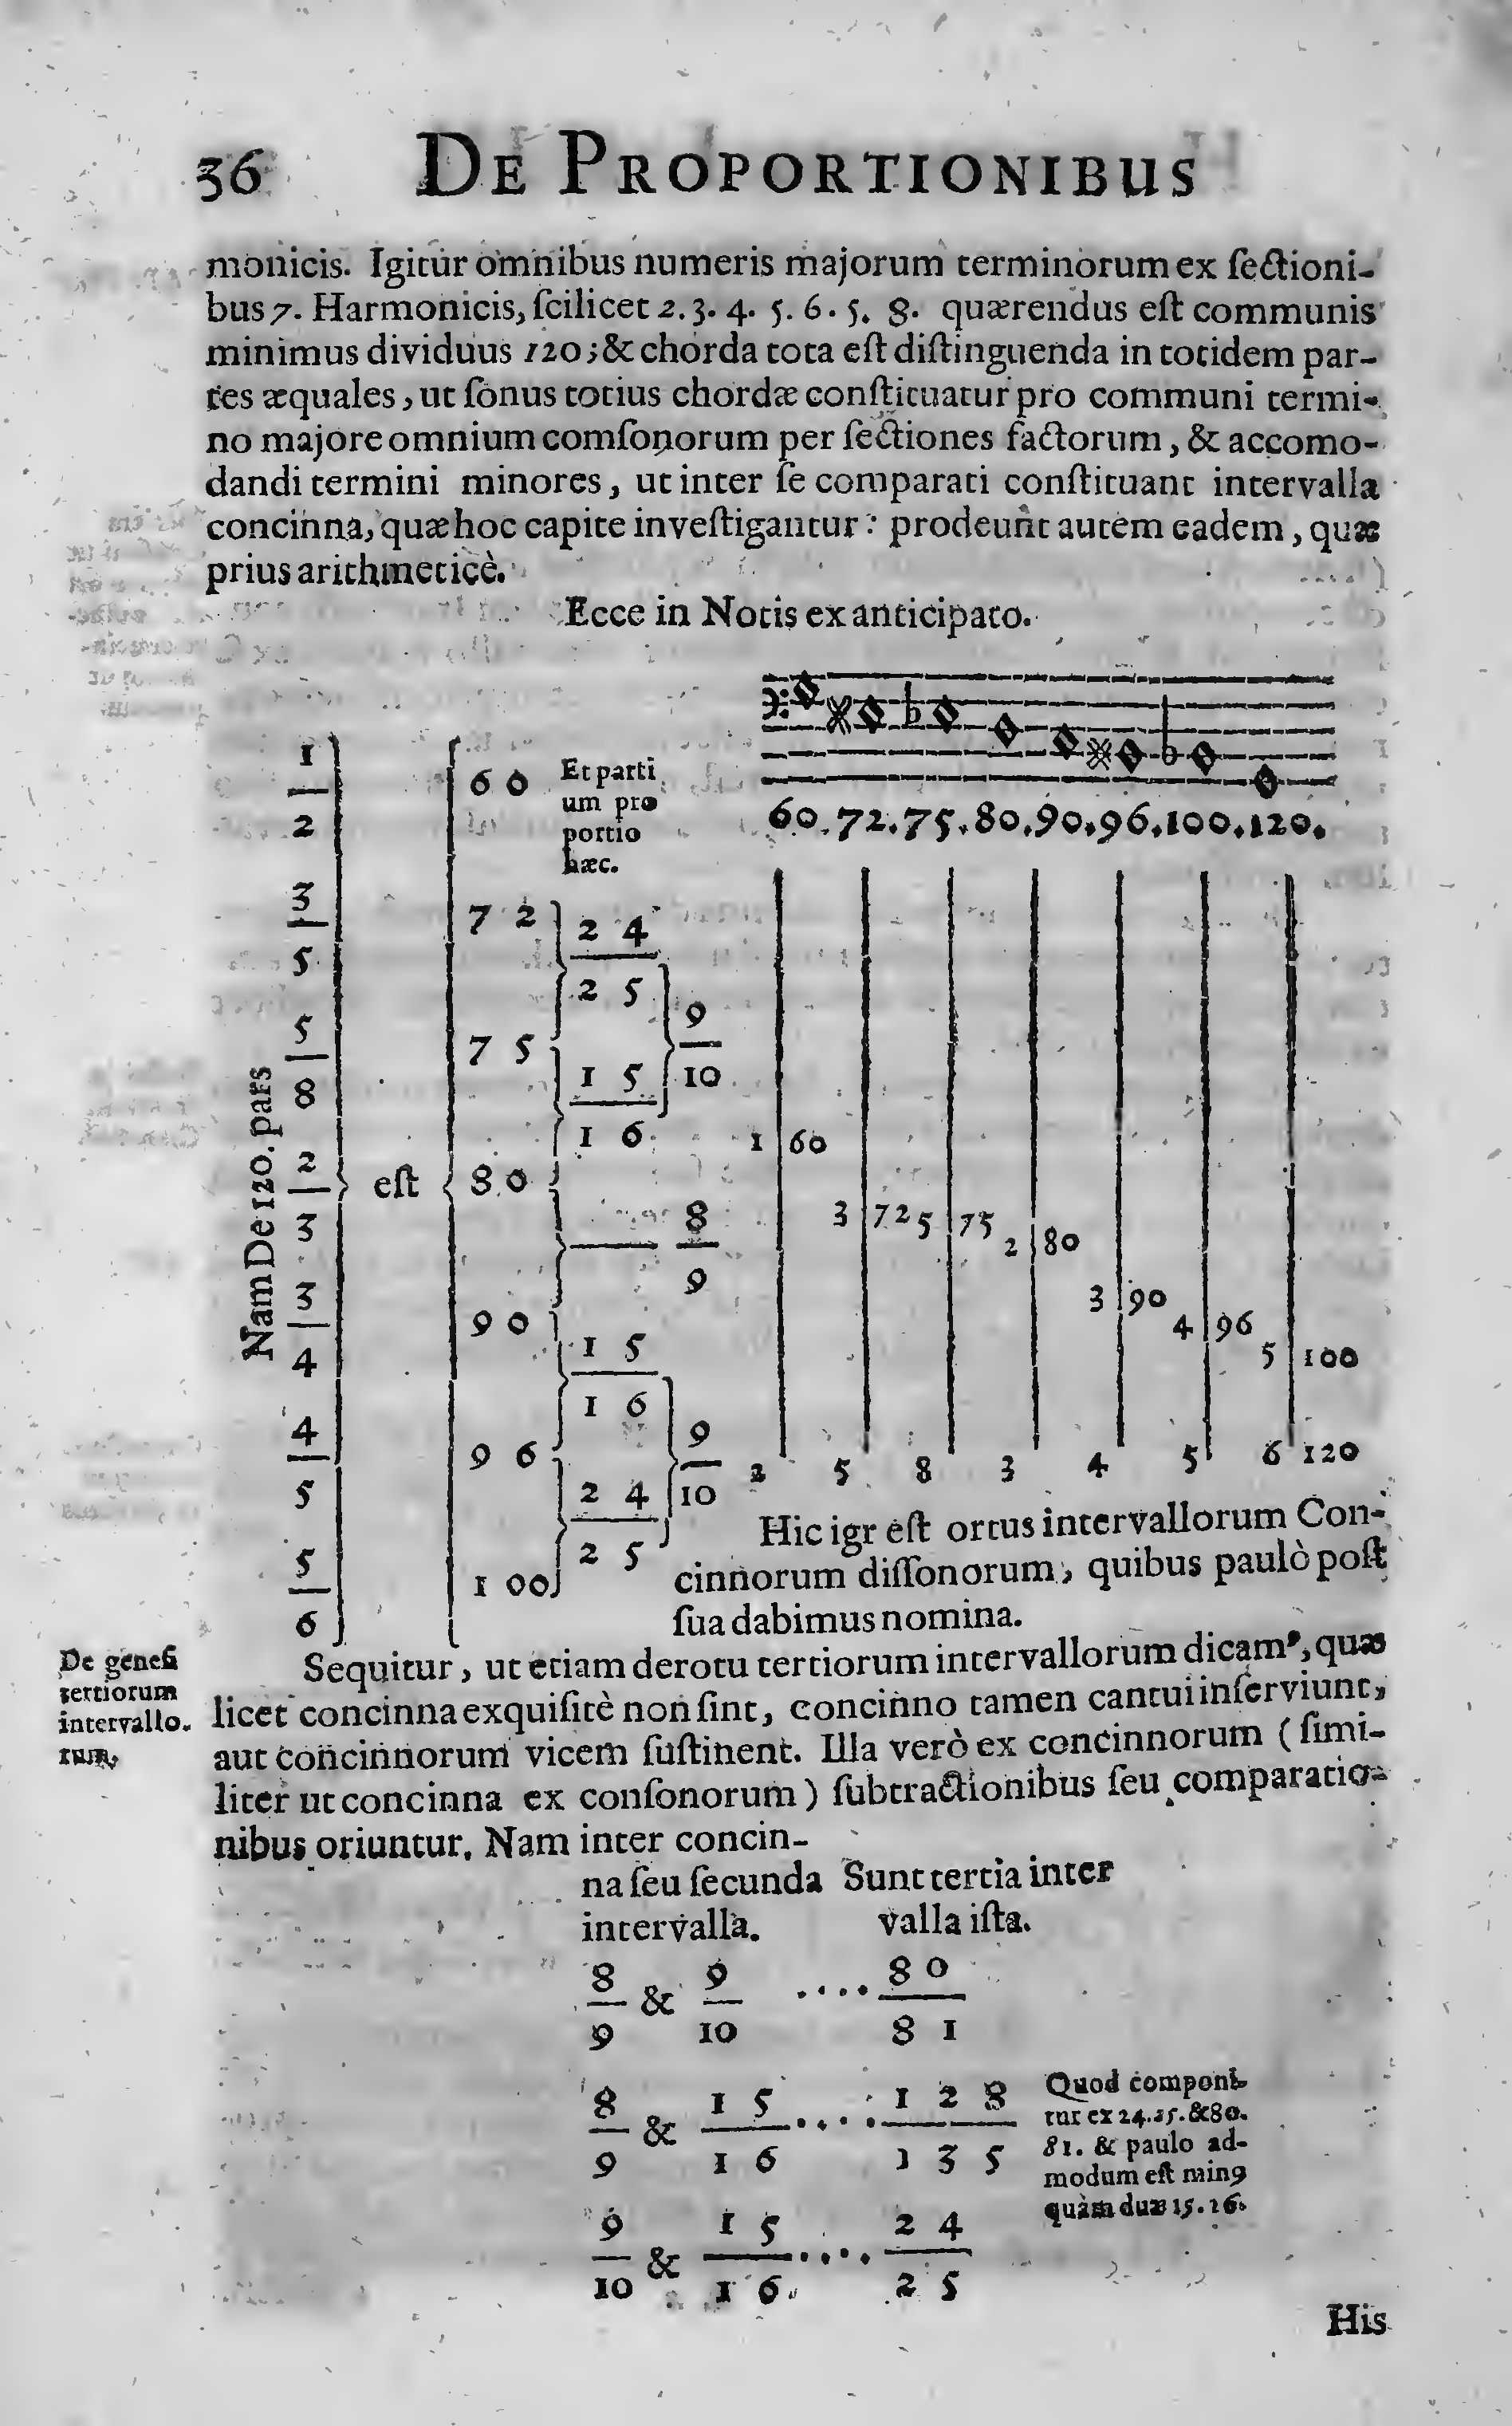 36 DE PROPORTIONIBUS
monicis. Igitur omnibus numeris majorum terminorum ex ſectioni-
bus 7. Harmonicis, ſcilicet 2. 3. 4. 5. 6. 5. 8. quærendus eſt communis
minimus dividuus 120; & chorda tota eſt diſtinguenda in totidem par-
tes æquales, ut ſonus totius chordæ conſtituatur pro communi termi-
no majore omnium comſonorum per ſectiones factorum, & accomo-
dandi termini minores, ut inter ſe comparati conſtituant intervalla
concinna, quæ hoc capite inveſtigantur: prodeunt autem eadem, quæ
prius arithmeticè.
Ecce in Notis ex anticipato.
Nam De 120. pars
1
2
3
5
5
8
2
3
3
4
4
5
5
6
eſt
60
72
75
80
90
96
100
Et parti
um pro
portio
hæc.
24
25
15
16
9
10
8
9
15
16
24
25
9
10
60. 72. 75. 80. 90. 96. 100. 120.
1 60
3 72 5 75
2 80
3 90
4 96
5 100
2 5 8 3 4 5 6 120
Hic igr eſt ortus intervallorum Con-
cinnorum diſſonorum, quibus paulò poſt
ſua dabimus nomina.
De geneſi
tertiorum
intervallo-
rum.
Sequitur, ut etiam de rotu tertiorum intervallorum dicamꝰ, quæ
licet concinna exquiſitè non ſint, concinno tamen cantui inſerviunt,
aut concinnorum vicem ſuſtinent. Illa verò ex concinnorum (ſimi-
liter ut concinna ex conſonorum) ſubtractionibus ſeu comparatio-
nibus oriuntur. Nam inter concin-
na ſeu ſecunda Sunt tertia inter
intervalla. valla iſta.
8 & 9 .... 80
9 10 81
8 & 15 .... 128
9 16 135
Quod componi-
tur ex 24. 25. & 80.
81. & paulo ad-
modum eſt minꝰ
quàm duæ 15. 16.
9 & 15 .... 24
10 16 25
His